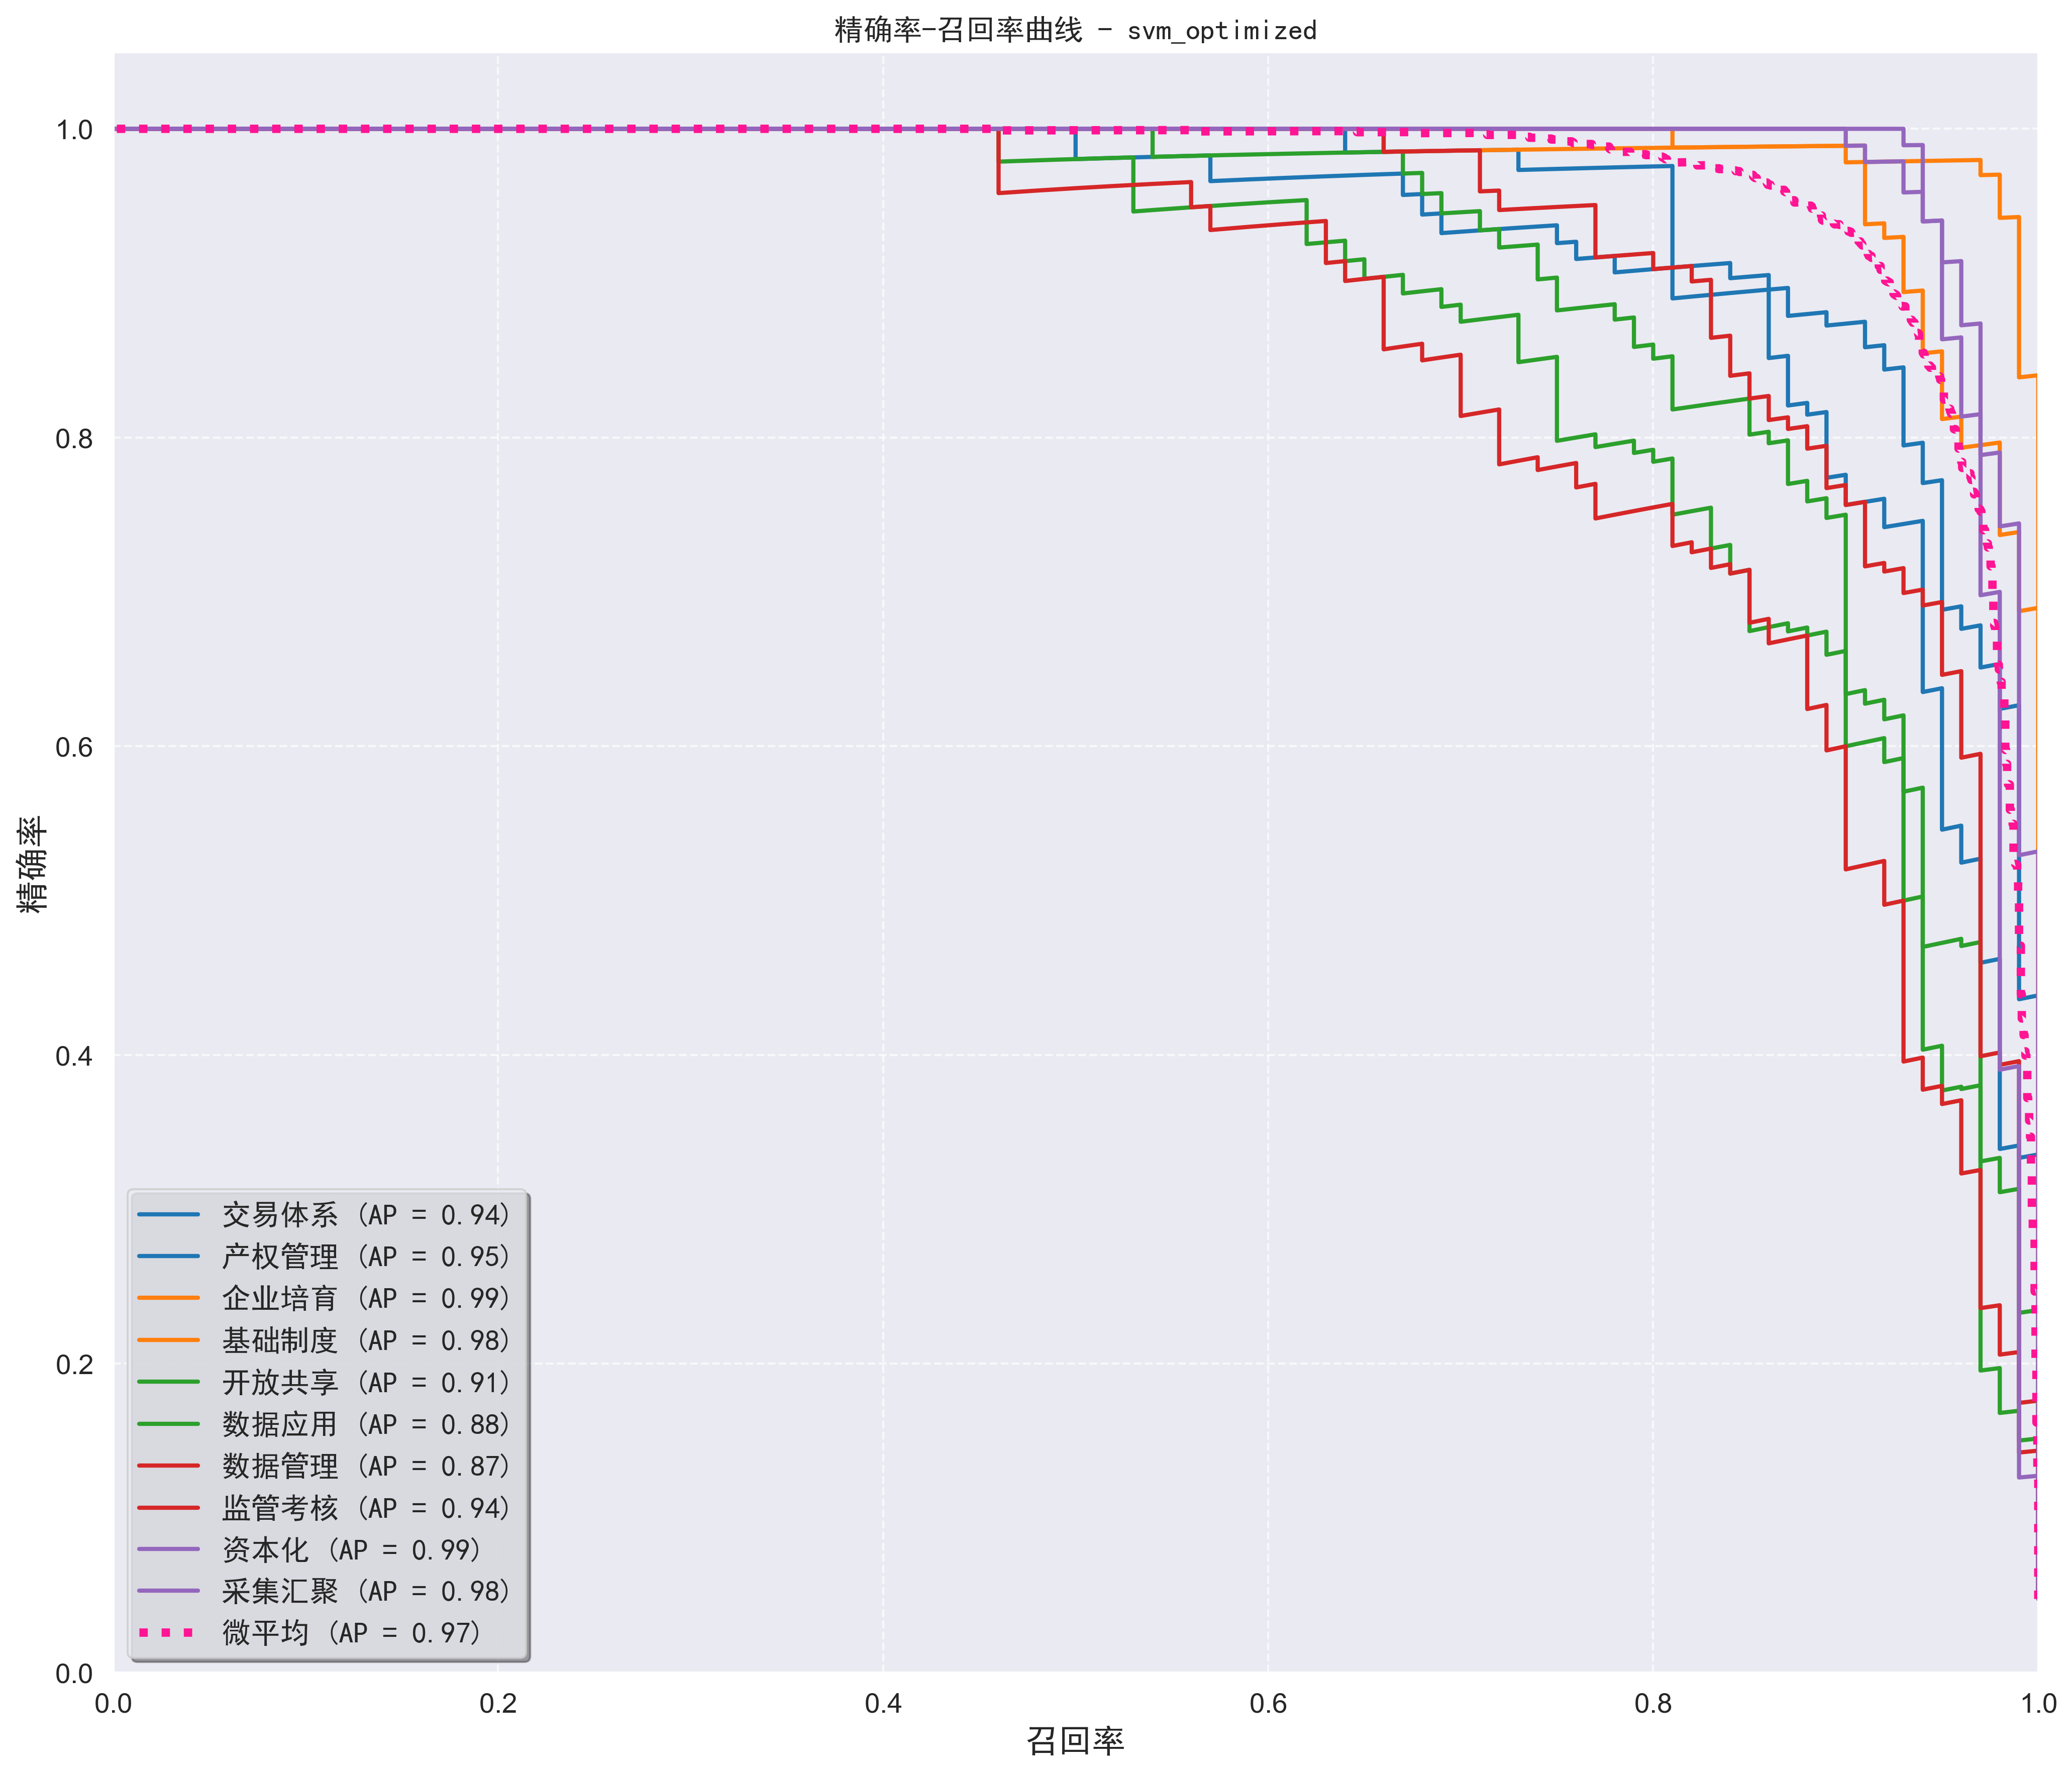 精确率-召回率曲线 - svm_optimized
1.0
0.8
0.6
0.4
0.2
0.0
精确率
交易体系 (AP = 0.94)
产权管理 (AP = 0.95)
企业培育 (AP = 0.99)
基础制度 (AP = 0.98)
开放共享 (AP = 0.91)
数据应用 (AP = 0.88)
数据管理 (AP = 0.87)
监管考核 (AP = 0.94)
资本化 (AP = 0.99)
采集汇聚 (AP = 0.98)
微平均 (AP = 0.97)
0.0 0.2 0.4 0.6 0.8 1.0
召回率